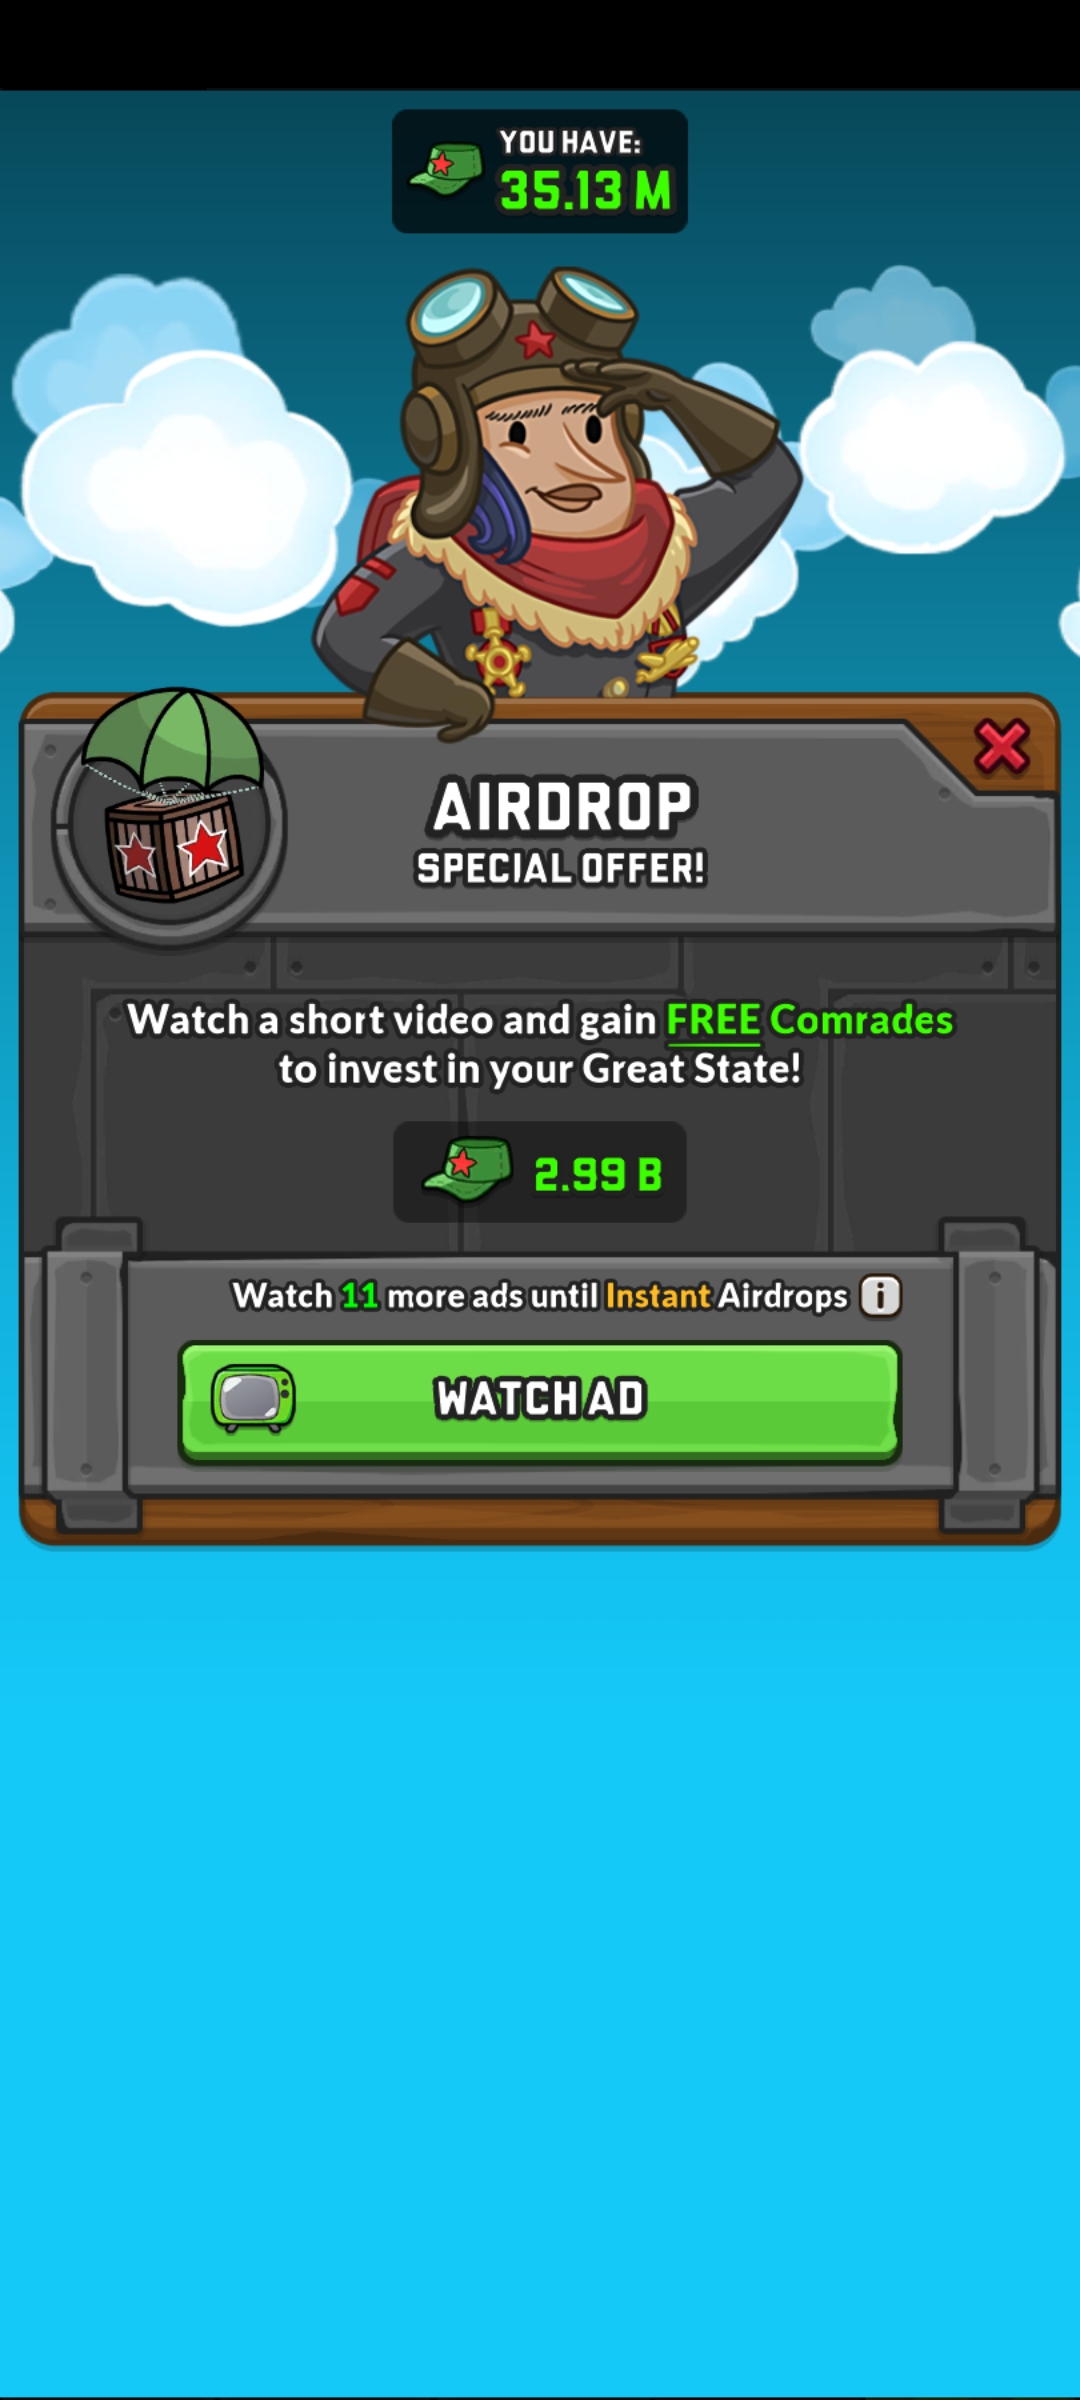 YOU HAVE:
35.13 M
AIRDROP
SPECIAL OFFER!
Watch a short video and gain FREE Comrades
to invest in your Great State!
2.99 B
Watch 11 more ads until Instant Airdrops i
WATCH AD